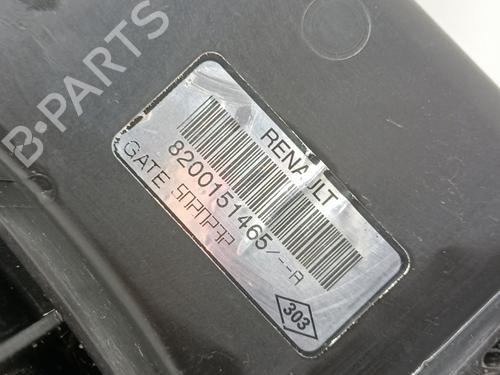 B-PARTS
RENAULT
8200151465/--A
GATE
303